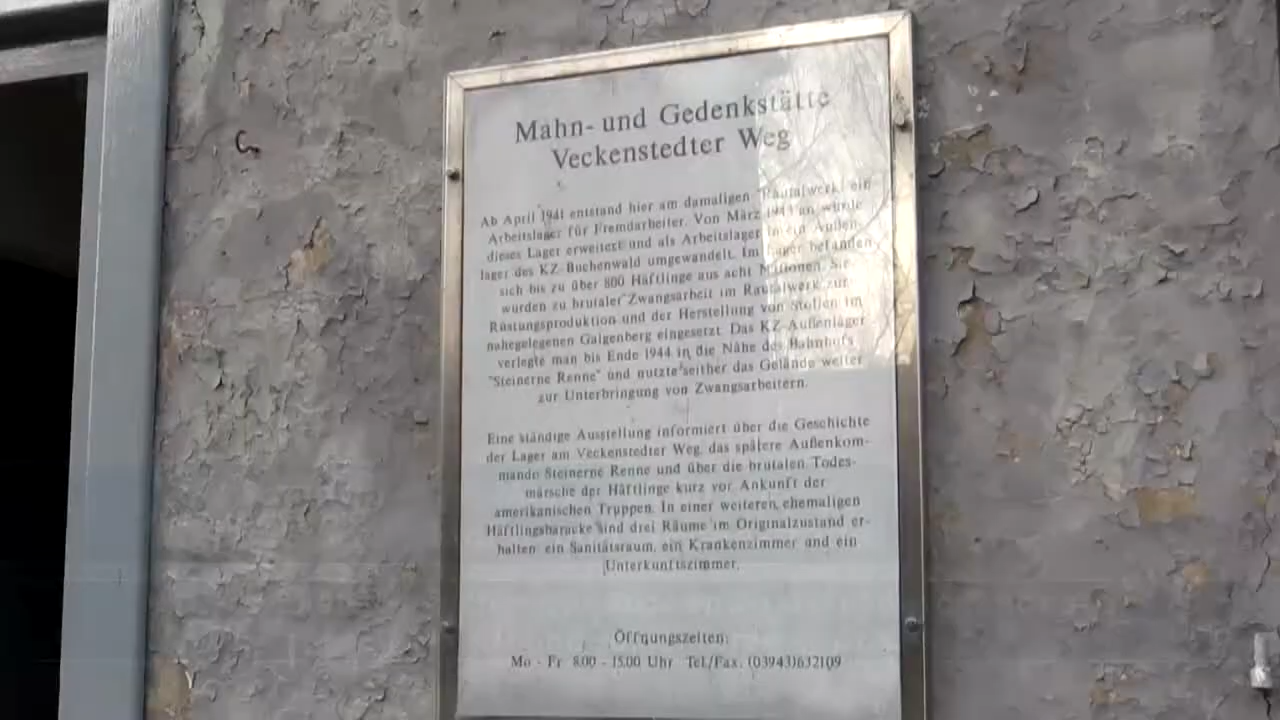 Mahn- und Gedenkstätte
Veckenstedter Weg
Ab April 1941 entstand hier am damaligen "Rautalwerk" ein
Arbeitslager für Fremdarbeiter. Von März 1943 an wurde
dieses Lager erweitert und als Arbeitslager in ein Außen-
lager des KZ Buchenwald umgewandelt. Im Lager befanden
sich bis zu über 800 Häftlinge aus acht Nationen. Sie
wurden zu brutaler Zwangsarbeit im Rautalwerk zur
Rüstungsproduktion und der Herstellung von Stollen im
nahegelegenen Galgenberg eingesetzt. Das KZ-Außenlager
verlegte man bis Ende 1944 in die Nähe des Bahnhofs
"Steinerne Renne" und nutzte seither das Gelände weiter
zur Unterbringung von Zwangsarbeitern.
Eine ständige Ausstellung informiert über die Geschichte
der Lager am Veckenstedter Weg, das spätere Außenkom-
mando Steinerne Renne und über die brutalen Todes-
märsche der Häftlinge kurz vor Ankunft der
amerikanischen Truppen. In einer weiteren, ehemaligen
Häftlingsbaracke sind drei Räume im Originalzustand er-
halten: ein Sanitätsraum, ein Krankenzimmer und ein
Unterkunftszimmer.
Öffnungszeiten:
Mo - Fr 8.00 - 15.00 Uhr Tel./Fax. (03943)632109